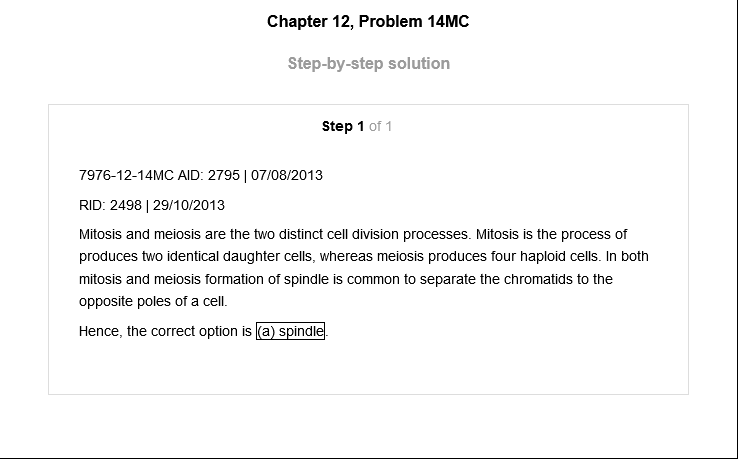 Chapter 12, Problem 14MC
Step-by-step solution
Step 1 of 1
7976-12-14MC AID: 2795 | 07/08/2013
RID: 2498 | 29/10/2013
Mitosis and meiosis are the two distinct cell division processes. Mitosis is the process of
produces two identical daughter cells, whereas meiosis produces four haploid cells. In both
mitosis and meiosis formation of spindle is common to separate the chromatids to the
opposite poles of a cell.
Hence, the correct option is (a) spindle.